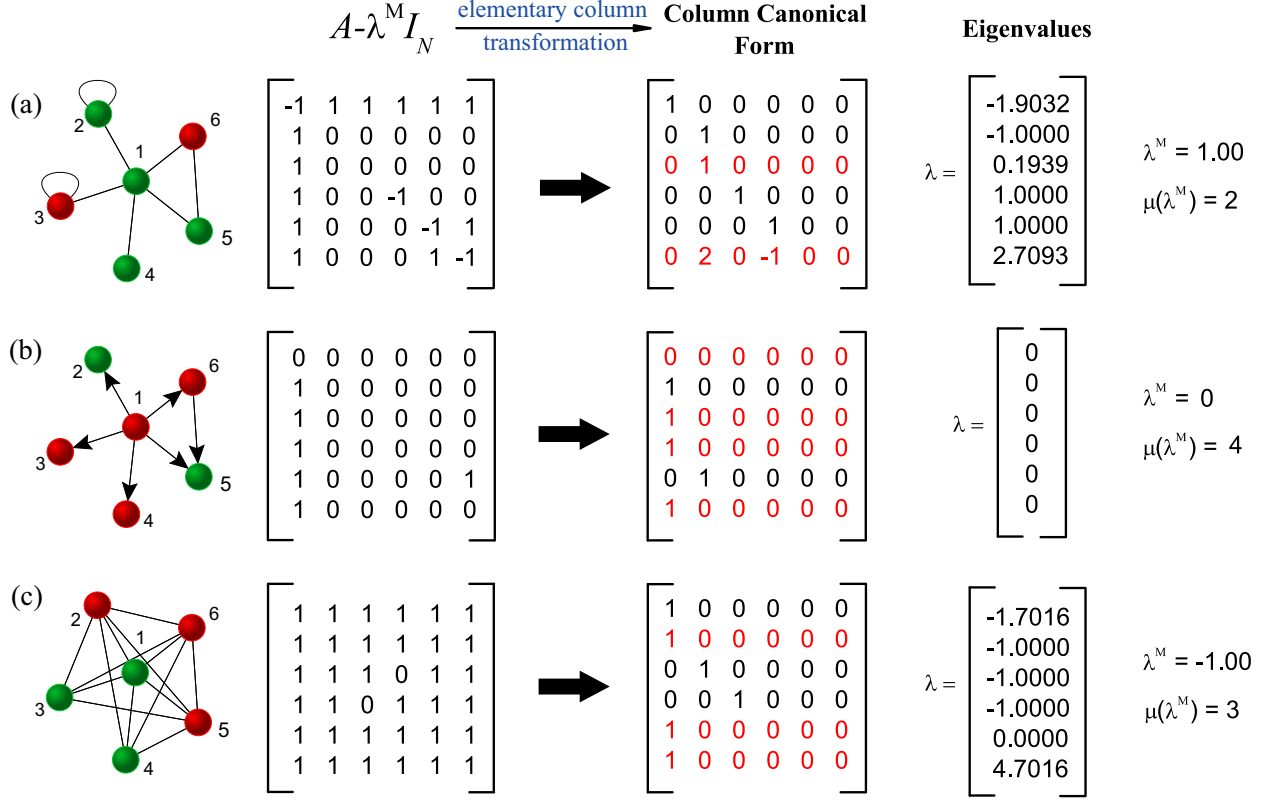 A-λᴹI_N elementary column transformation Column Canonical Form Eigenvalues
(a)
2
6
1
3
5
4
-1 1 1 1 1 1
1 0 0 0 0 0
1 0 0 0 0 0
1 0 0 -1 0 0
1 0 0 0 -1 1
1 0 0 0 1 -1
1 0 0 0 0 0
0 1 0 0 0 0
0 1 0 0 0 0
0 0 1 0 0 0
0 0 0 1 0 0
0 2 0 -1 0 0
λ =
-1.9032
-1.0000
0.1939
1.0000
1.0000
2.7093
λᴹ = 1.00
μ(λᴹ) = 2
(b)
2
6
1
3
5
4
0 0 0 0 0 0
1 0 0 0 0 0
1 0 0 0 0 0
1 0 0 0 0 0
1 0 0 0 0 1
1 0 0 0 0 0
0 0 0 0 0 0
1 0 0 0 0 0
1 0 0 0 0 0
1 0 0 0 0 0
0 1 0 0 0 0
1 0 0 0 0 0
λ =
0
0
0
0
0
0
λᴹ = 0
μ(λᴹ) = 4
(c)
2
6
1
3
5
4
1 1 1 1 1 1
1 1 1 1 1 1
1 1 1 0 1 1
1 1 0 1 1 1
1 1 1 1 1 1
1 1 1 1 1 1
1 0 0 0 0 0
1 0 0 0 0 0
0 1 0 0 0 0
0 0 1 0 0 0
1 0 0 0 0 0
1 0 0 0 0 0
λ =
-1.7016
-1.0000
-1.0000
-1.0000
0.0000
4.7016
λᴹ = -1.00
μ(λᴹ) = 3